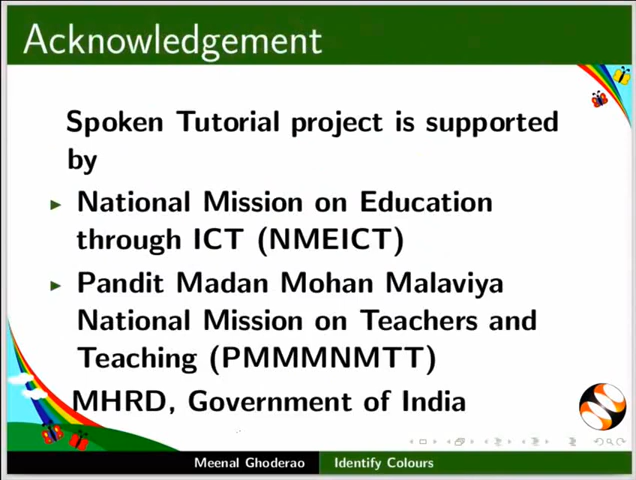 Acknowledgement
Spoken Tutorial project is supported
by
National Mission on Education
through ICT (NMEICT)
Pandit Madan Mohan Malaviya
National Mission on Teachers and
Teaching (PMMMNMTT)
MHRD, Government of India
Meenal Ghoderao Identify Colours